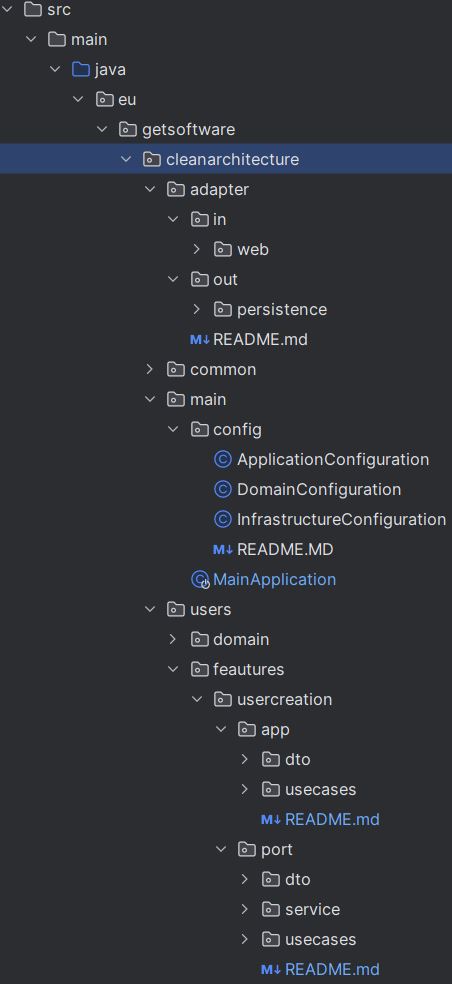 src
main
java
eu
getsoftware
cleanarchitecture
adapter
in
web
out
persistence
M↓ README.md
common
main
config
C ApplicationConfiguration
C DomainConfiguration
C InfrastructureConfiguration
M↓ README.MD
C MainApplication
users
domain
feautures
usercreation
app
dto
usecases
M↓ README.md
port
dto
service
usecases
M↓ README.md